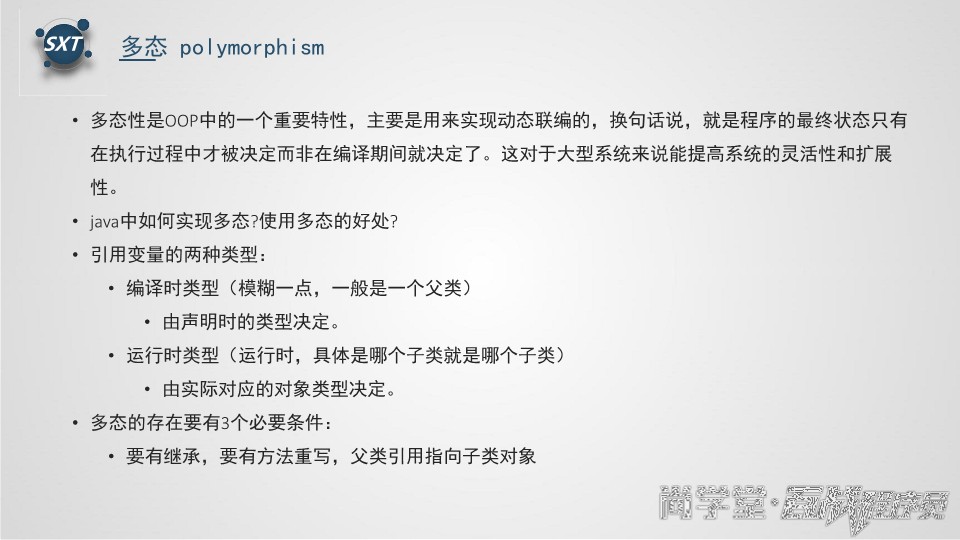 SXT
多态 polymorphism
• 多态性是OOP中的一个重要特性，主要是用来实现动态联编的，换句话说，就是程序的最终状态只有
在执行过程中才被决定而非在编译期间就决定了。这对于大型系统来说能提高系统的灵活性和扩展
性。
• java中如何实现多态?使用多态的好处?
• 引用变量的两种类型：
• 编译时类型（模糊一点，一般是一个父类）
• 由声明时的类型决定。
• 运行时类型（运行时，具体是哪个子类就是哪个子类）
• 由实际对应的对象类型决定。
• 多态的存在要有3个必要条件：
• 要有继承，要有方法重写，父类引用指向子类对象
尚学堂·程序员